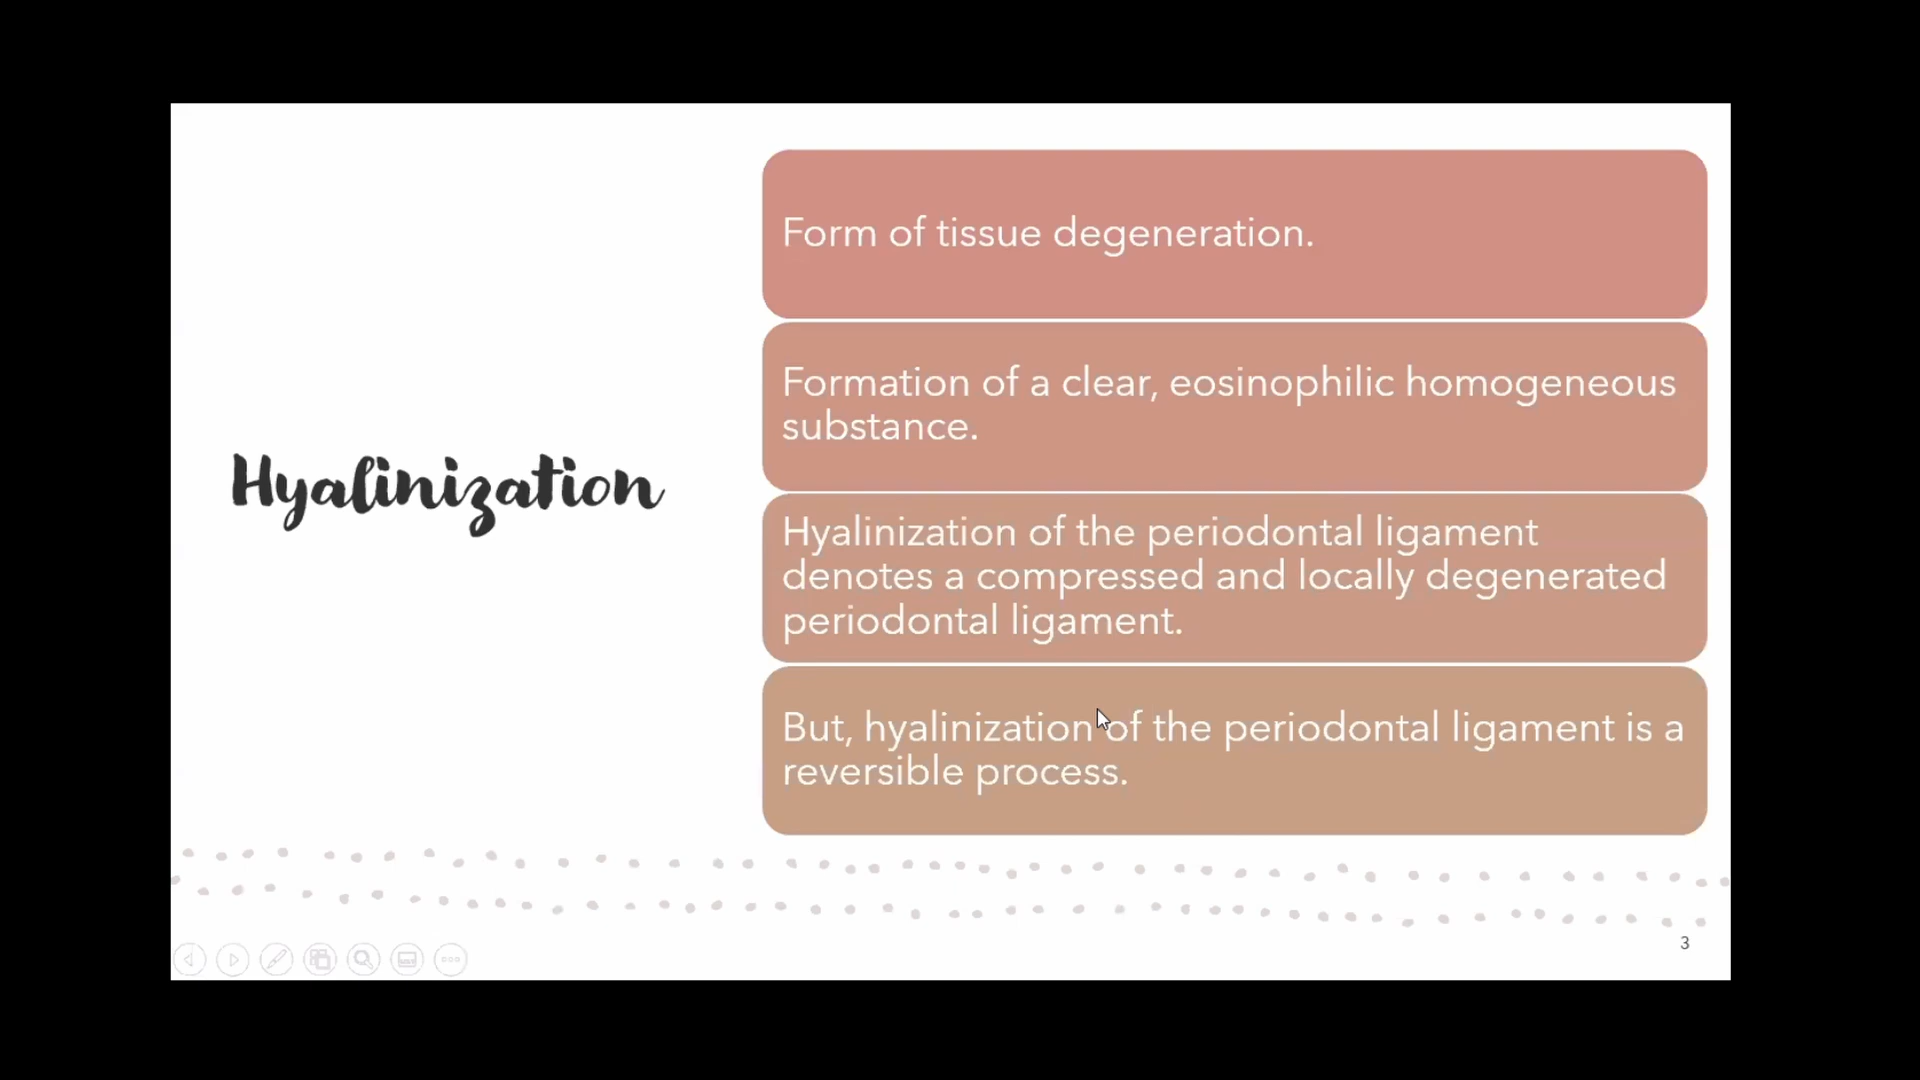 Hyalinization
Form of tissue degeneration.
Formation of a clear, eosinophilic homogeneous
substance.
Hyalinization of the periodontal ligament
denotes a compressed and locally degenerated
periodontal ligament.
But, hyalinization of the periodontal ligament is a
reversible process.
3